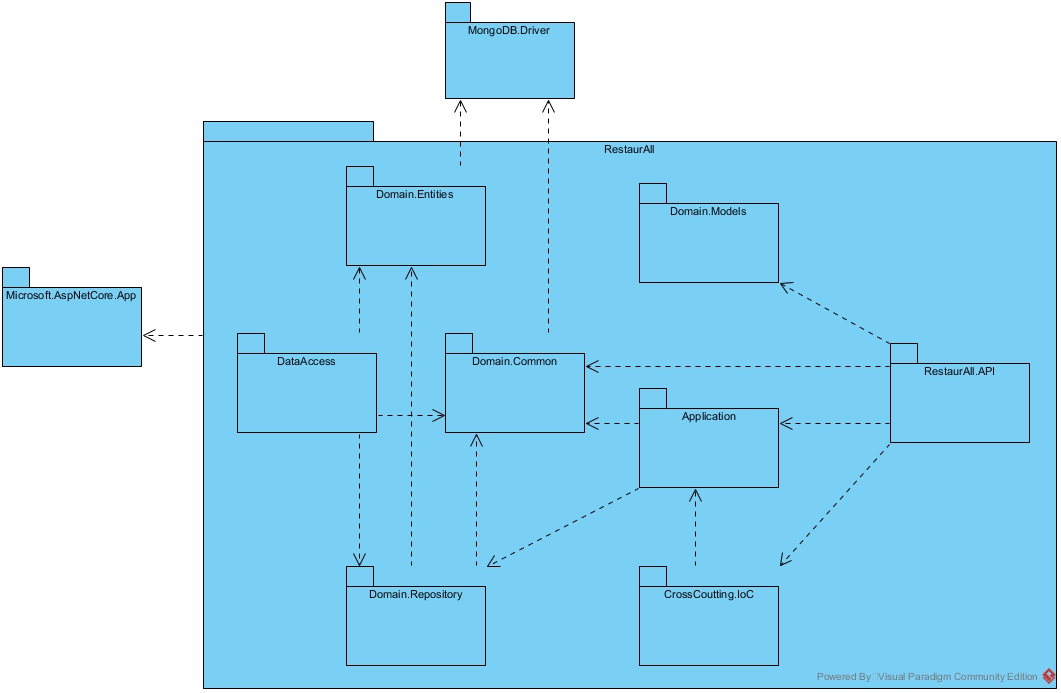 MongoDB.Driver
RestaurAll
Domain.Entities
Domain.Models
Microsoft.AspNetCore.App
DataAccess
Domain.Common
RestaurAll.API
Application
Domain.Repository
CrossCoutting.IoC
Powered By Visual Paradigm Community Edition